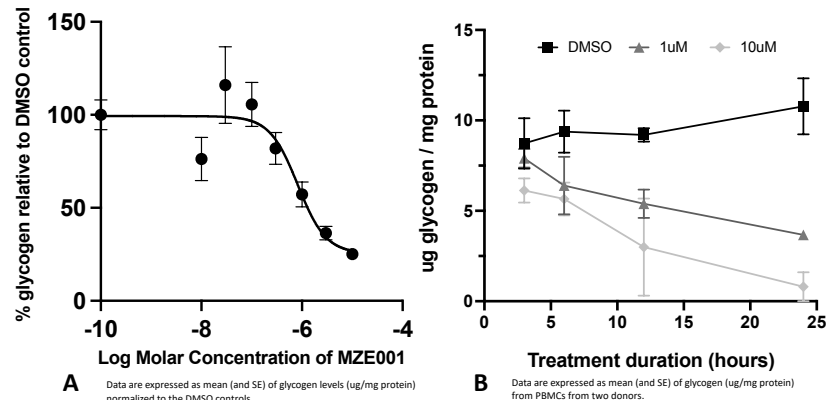 150
100
50
0
-10
-8
-6
-4
% glycogen relative to DMSO control
Log Molar Concentration of MZE001
A
Data are expressed as mean (and SE) of glycogen levels (ug/mg protein)
normalized to the DMSO controls.
DMSO 1uM 10uM
15
10
5
0
0 5 10 15 20 25
ug glycogen / mg protein
Treatment duration (hours)
B
Data are expressed as mean (and SE) of glycogen (ug/mg protein)
from PBMCs from two donors.